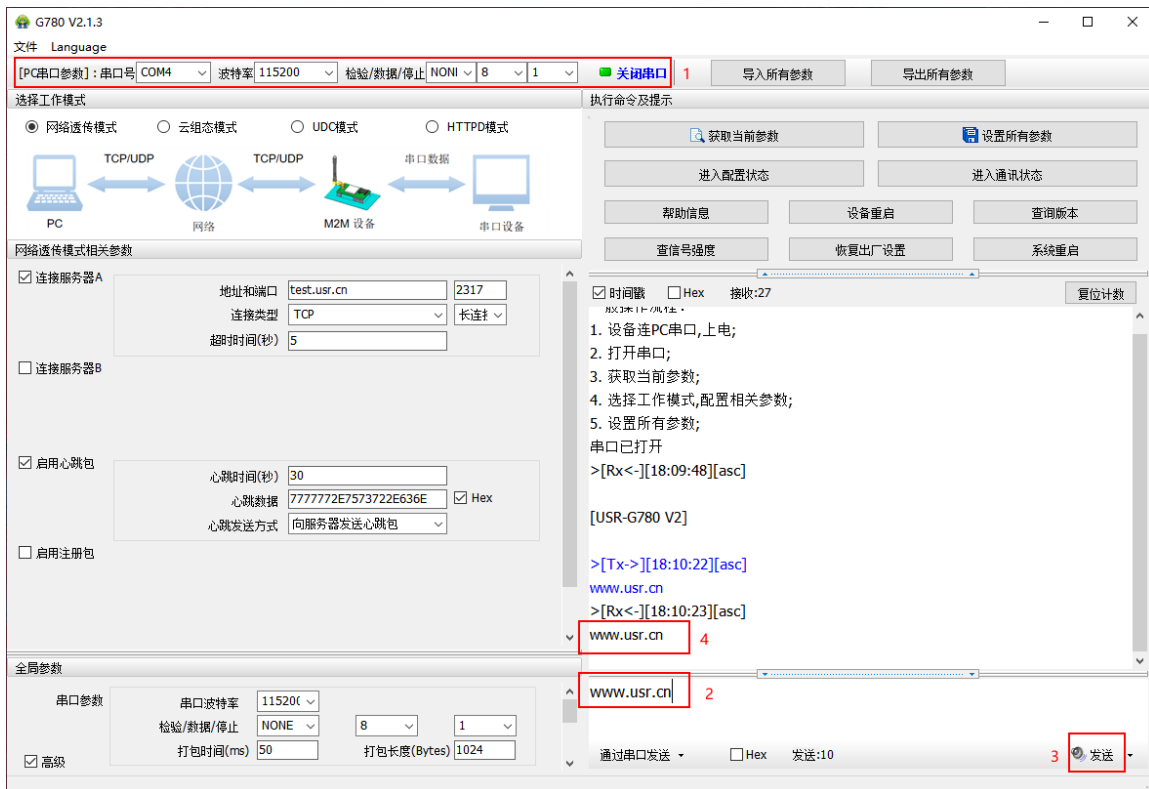 G780 V2.1.3
文件 Language
[PC串口参数]：串口号 COM4 波特率 115200 检验/数据/停止 NONI 8 1 关闭串口 1 导入所有参数 导出所有参数
选择工作模式
网络透传模式 云组态模式 UDC模式 HTTPD模式
TCP/UDP TCP/UDP 串口数据
PC 网络 M2M 设备 串口设备
网络透传模式相关参数
连接服务器A
地址和端口 test.usr.cn 2317
连接类型 TCP 长连接
超时时间(秒) 5
连接服务器B
启用心跳包
心跳时间(秒) 30
心跳数据 7777772E7573722E636E Hex
心跳发送方式 向服务器发送心跳包
启用注册包
全局参数
串口参数 串口波特率 11520(
检验/数据/停止 NONE 8 1
打包时间(ms) 50 打包长度(Bytes) 1024
高级
执行命令及提示
获取当前参数 设置所有参数
进入配置状态 进入通讯状态
帮助信息 设备重启 查询版本
查信号强度 恢复出厂设置 系统重启
时间戳 Hex 接收:27 复位计数
一般操作流程：
1. 设备连PC串口,上电;
2. 打开串口;
3. 获取当前参数;
4. 选择工作模式,配置相关参数;
5. 设置所有参数;
串口已打开
>[Rx<-][18:09:48][asc]
[USR-G780 V2]
>[Tx->][18:10:22][asc]
www.usr.cn
>[Rx<-][18:10:23][asc]
www.usr.cn 4
www.usr.cn 2
通过串口发送 Hex 发送:10 3 发送